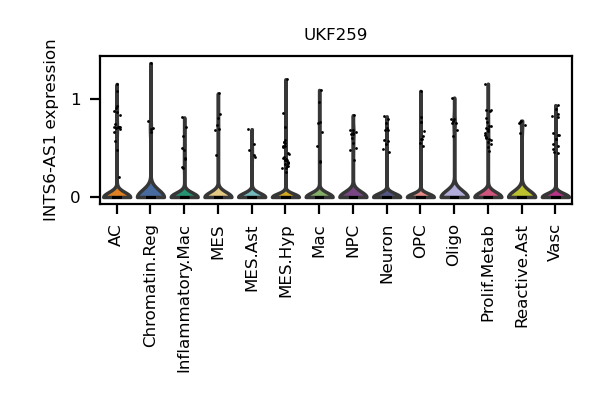 UKF259
INTS6-AS1 expression
1
0
AC
Chromatin.Reg
Inflammatory.Mac
MES
MES.Ast
MES.Hyp
Mac
NPC
Neuron
OPC
Oligo
Prolif.Metab
Reactive.Ast
Vasc